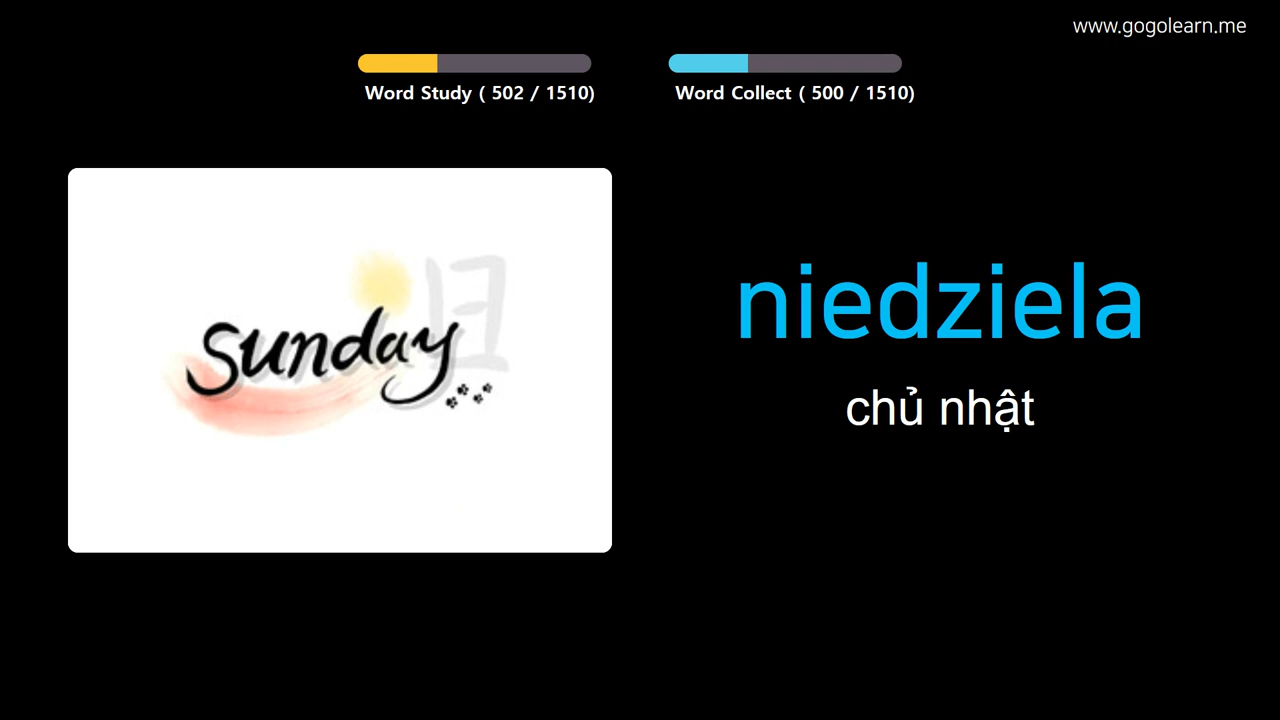 www.gogolearn.me
Word Study ( 502 / 1510)
Word Collect ( 500 / 1510)
Sunday
niedziela
chủ nhật